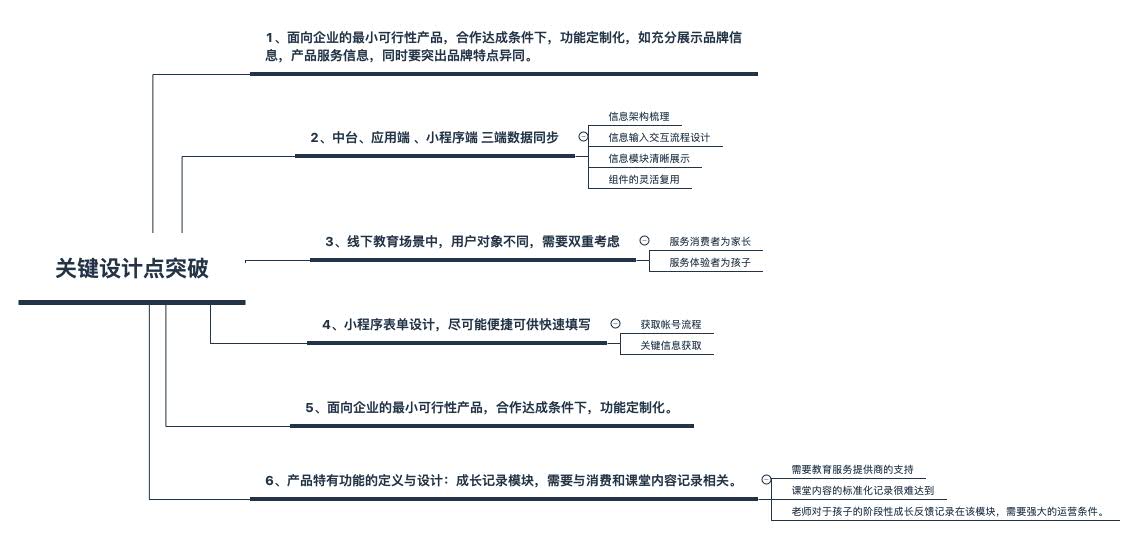 1、面向企业的最小可行性产品，合作达成条件下，功能定制化，如充分展示品牌信
息，产品服务信息，同时要突出品牌特点异同。
2、中台、应用端 、小程序端 三端数据同步
信息架构梳理
信息输入交互流程设计
信息模块清晰展示
组件的灵活复用
关键设计点突破
3、线下教育场景中，用户对象不同，需要双重考虑
服务消费者为家长
服务体验者为孩子
4、小程序表单设计，尽可能便捷可供快速填写
获取帐号流程
关键信息获取
5、面向企业的最小可行性产品，合作达成条件下，功能定制化。
6、产品特有功能的定义与设计：成长记录模块，需要与消费和课堂内容记录相关。
需要教育服务提供商的支持
课堂内容的标准化记录很难达到
老师对于孩子的阶段性成长反馈记录在该模块，需要强大的运营条件。